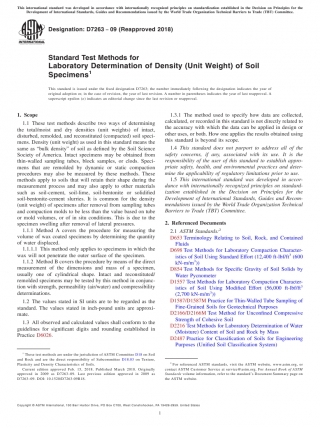 This international standard was developed in accordance with internationally recognized principles on standardization established in the Decision on Principles for the
Development of International Standards, Guides and Recommendations issued by the World Trade Organization Technical Barriers to Trade (TBT) Committee.
Designation: D7263 − 09 (Reapproved 2018)
INTERNATIONAL
Standard Test Methods for
Laboratory Determination of Density (Unit Weight) of Soil
Specimens1
This standard is issued under the fixed designation D7263; the number immediately following the designation indicates the year of
original adoption or, in the case of revision, the year of last revision. A number in parentheses indicates the year of last reapproval. A
superscript epsilon (ε) indicates an editorial change since the last revision or reapproval.
1. Scope
1.1 These test methods describe two ways of determining
the total/moist and dry densities (unit weights) of intact,
disturbed, remolded, and reconstituted (compacted) soil specimens.
Density (unit weight) as used in this standard means the
same as "bulk density" of soil as defined by the Soil Science
Society of America. Intact specimens may be obtained from
thin-walled sampling tubes, block samples, or clods. Specimens
that are remolded by dynamic or static compaction
procedures may also be measured by these methods. These
methods apply to soils that will retain their shape during the
measurement process and may also apply to other materials
such as soil-cement, soil-lime, soil-bentonite or solidified
soil-bentonite-cement slurries. It is common for the density
(unit weight) of specimens after removal from sampling tubes
and compaction molds to be less than the value based on tube
or mold volumes, or of in situ conditions. This is due to the
specimen swelling after removal of lateral pressures.
1.1.1 Method A covers the procedure for measuring the
volume of wax coated specimens by determining the quantity
of water displaced.
1.1.1.1 This method only applies to specimens in which the
wax will not penetrate the outer surface of the specimen.
1.1.2 Method B covers the procedure by means of the direct
measurement of the dimensions and mass of a specimen,
usually one of cylindrical shape. Intact and reconstituted/
remolded specimens may be tested by this method in conjunction
with strength, permeability (air/water) and compressibility
determinations.
1.2 The values stated in SI units are to be regarded as the
standard. The values stated in inch-pound units are approximate.
1.3 All observed and calculated values shall conform to the
guidelines for significant digits and rounding established in
Practice D6026.
1.3.1 The method used to specify how data are collected,
calculated, or recorded in this standard is not directly related to
the accuracy with which the data can be applied in design or
other uses, or both. How one applies the results obtained using
this standard is beyond its scope.
1.4 This standard does not purport to address all of the
safety concerns, if any, associated with its use. It is the
responsibility of the user of this standard to establish appropriate
safety, health, and environmental practices and determine
the applicability of regulatory limitations prior to use.
1.5 This international standard was developed in accordance
with internationally recognized principles on standardization
established in the Decision on Principles for the
Development of International Standards, Guides and Recommendations
issued by the World Trade Organization Technical
Barriers to Trade (TBT) Committee.
2. Referenced Documents
2.1 ASTM Standards:2
D653 Terminology Relating to Soil, Rock, and Contained
Fluids
D698 Test Methods for Laboratory Compaction Characteristics
of Soil Using Standard Effort (12,400 ft-lbf/ft3 (600
kN-m/m3))
D854 Test Methods for Specific Gravity of Soil Solids by
Water Pycnometer
D1557 Test Methods for Laboratory Compaction Characteristics
of Soil Using Modified Effort (56,000 ft-lbf/ft3
(2,700 kN-m/m3))
D1587/D1587M Practice for Thin-Walled Tube Sampling of
Fine-Grained Soils for Geotechnical Purposes
D2166/D2166M Test Method for Unconfined Compressive
Strength of Cohesive Soil
D2216 Test Methods for Laboratory Determination of Water
(Moisture) Content of Soil and Rock by Mass
D2487 Practice for Classification of Soils for Engineering
Purposes (Unified Soil Classification System)
1 These test methods are under the jurisdiction of ASTM Committee D18 on Soil
and Rock and are the direct responsibility of Subcommittee D18.03 on Texture,
Plasticity and Density Characteristics of Soils.
Current edition approved Feb. 15, 2018. Published March 2018. Originally
approved in 2009 as D7263–09. Last previous edition approved in 2009 as
D7263–09. DOI: 10.1520/D7263-09R18.
2 For referenced ASTM standards, visit the ASTM website, www.astm.org, or
contact ASTM Customer Service at service@astm.org. For Annual Book of ASTM
Standards volume information, refer to the standard's Document Summary page on
the ASTM website.
Copyright © ASTM International, 100 Barr Harbor Drive, PO Box C700, West Conshohocken, PA 19428-2959. United States
1